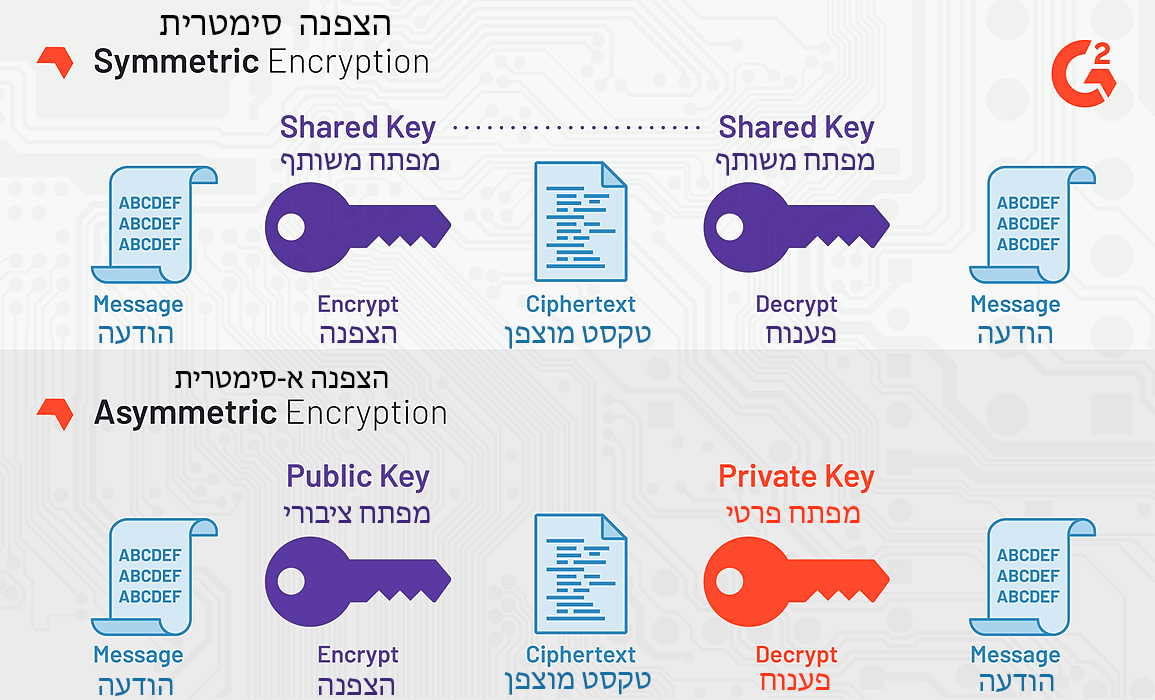 הצפנה סימטרית
Symmetric Encryption
G2
Shared Key
Shared Key
מפתח משותף
מפתח משותף
ABCDEF
ABCDEF
ABCDEF
ABCDEF
ABCDEF
ABCDEF
Message
Encrypt
Ciphertext
Decrypt
Message
הודעה
הצפנה
טקסט מוצפן
פענוח
הודעה
הצפנה א-סימטרית
Asymmetric Encryption
Public Key
Private Key
מפתח ציבורי
מפתח פרטי
ABCDEF
ABCDEF
ABCDEF
ABCDEF
ABCDEF
ABCDEF
Message
Encrypt
Ciphertext
Decrypt
Message
הודעה
הצפנה
טקסט מוצפן
פענוח
הודעה